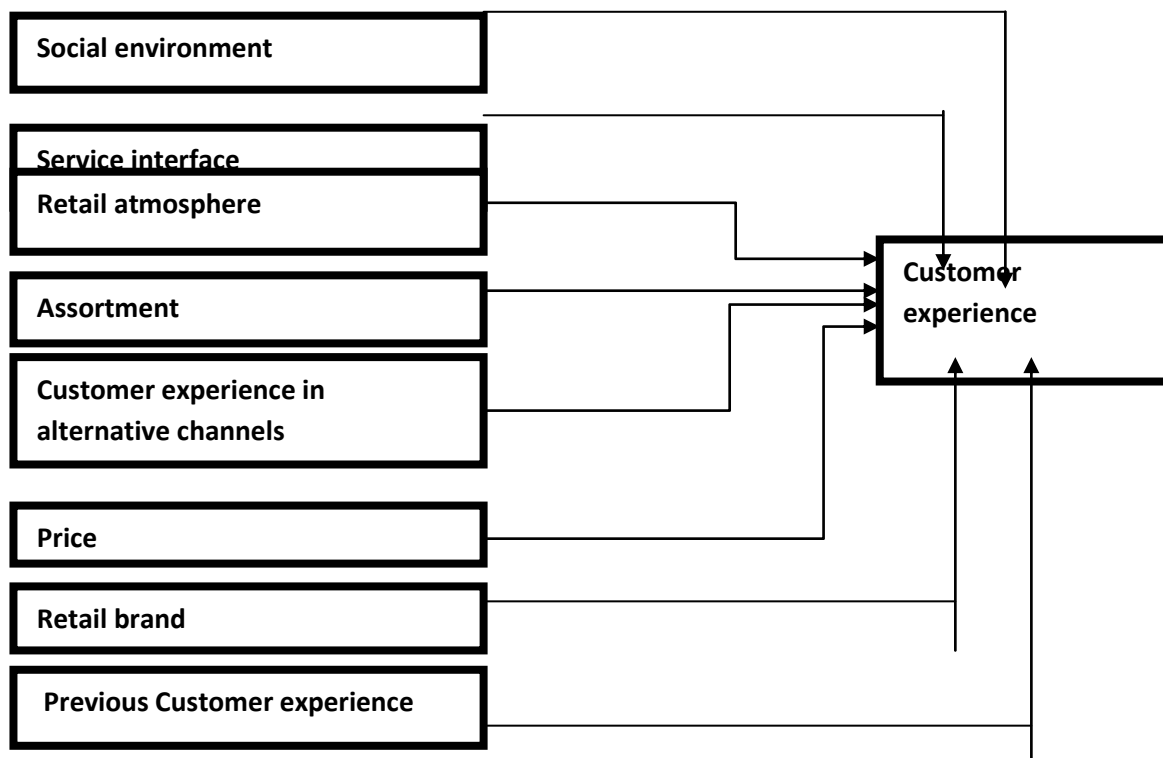 Social environment
Service interface
Retail atmosphere
Assortment
Customer experience in
alternative channels
Price
Retail brand
Previous Customer experience
Customer
experience